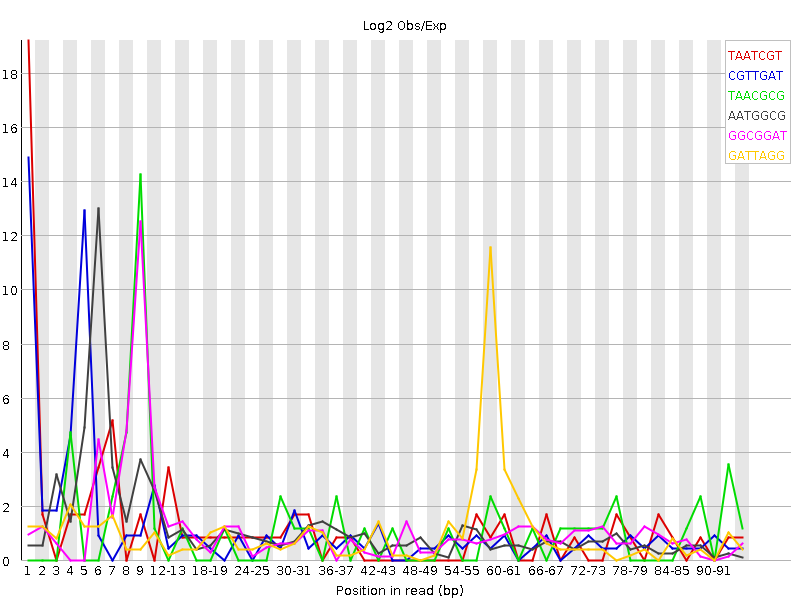 Log2 Obs/Exp
TAATCGT
CGTTGAT
TAACGCG
AATGGCG
GGCGGAT
GATTAGG
18
16
14
12
10
8
6
4
2
0
1 2 3 4 5 6 7 8 9 12-13 18-19 24-25 30-31 36-37 42-43 48-49 54-55 60-61 66-67 72-73 78-79 84-85 90-91
Position in read (bp)